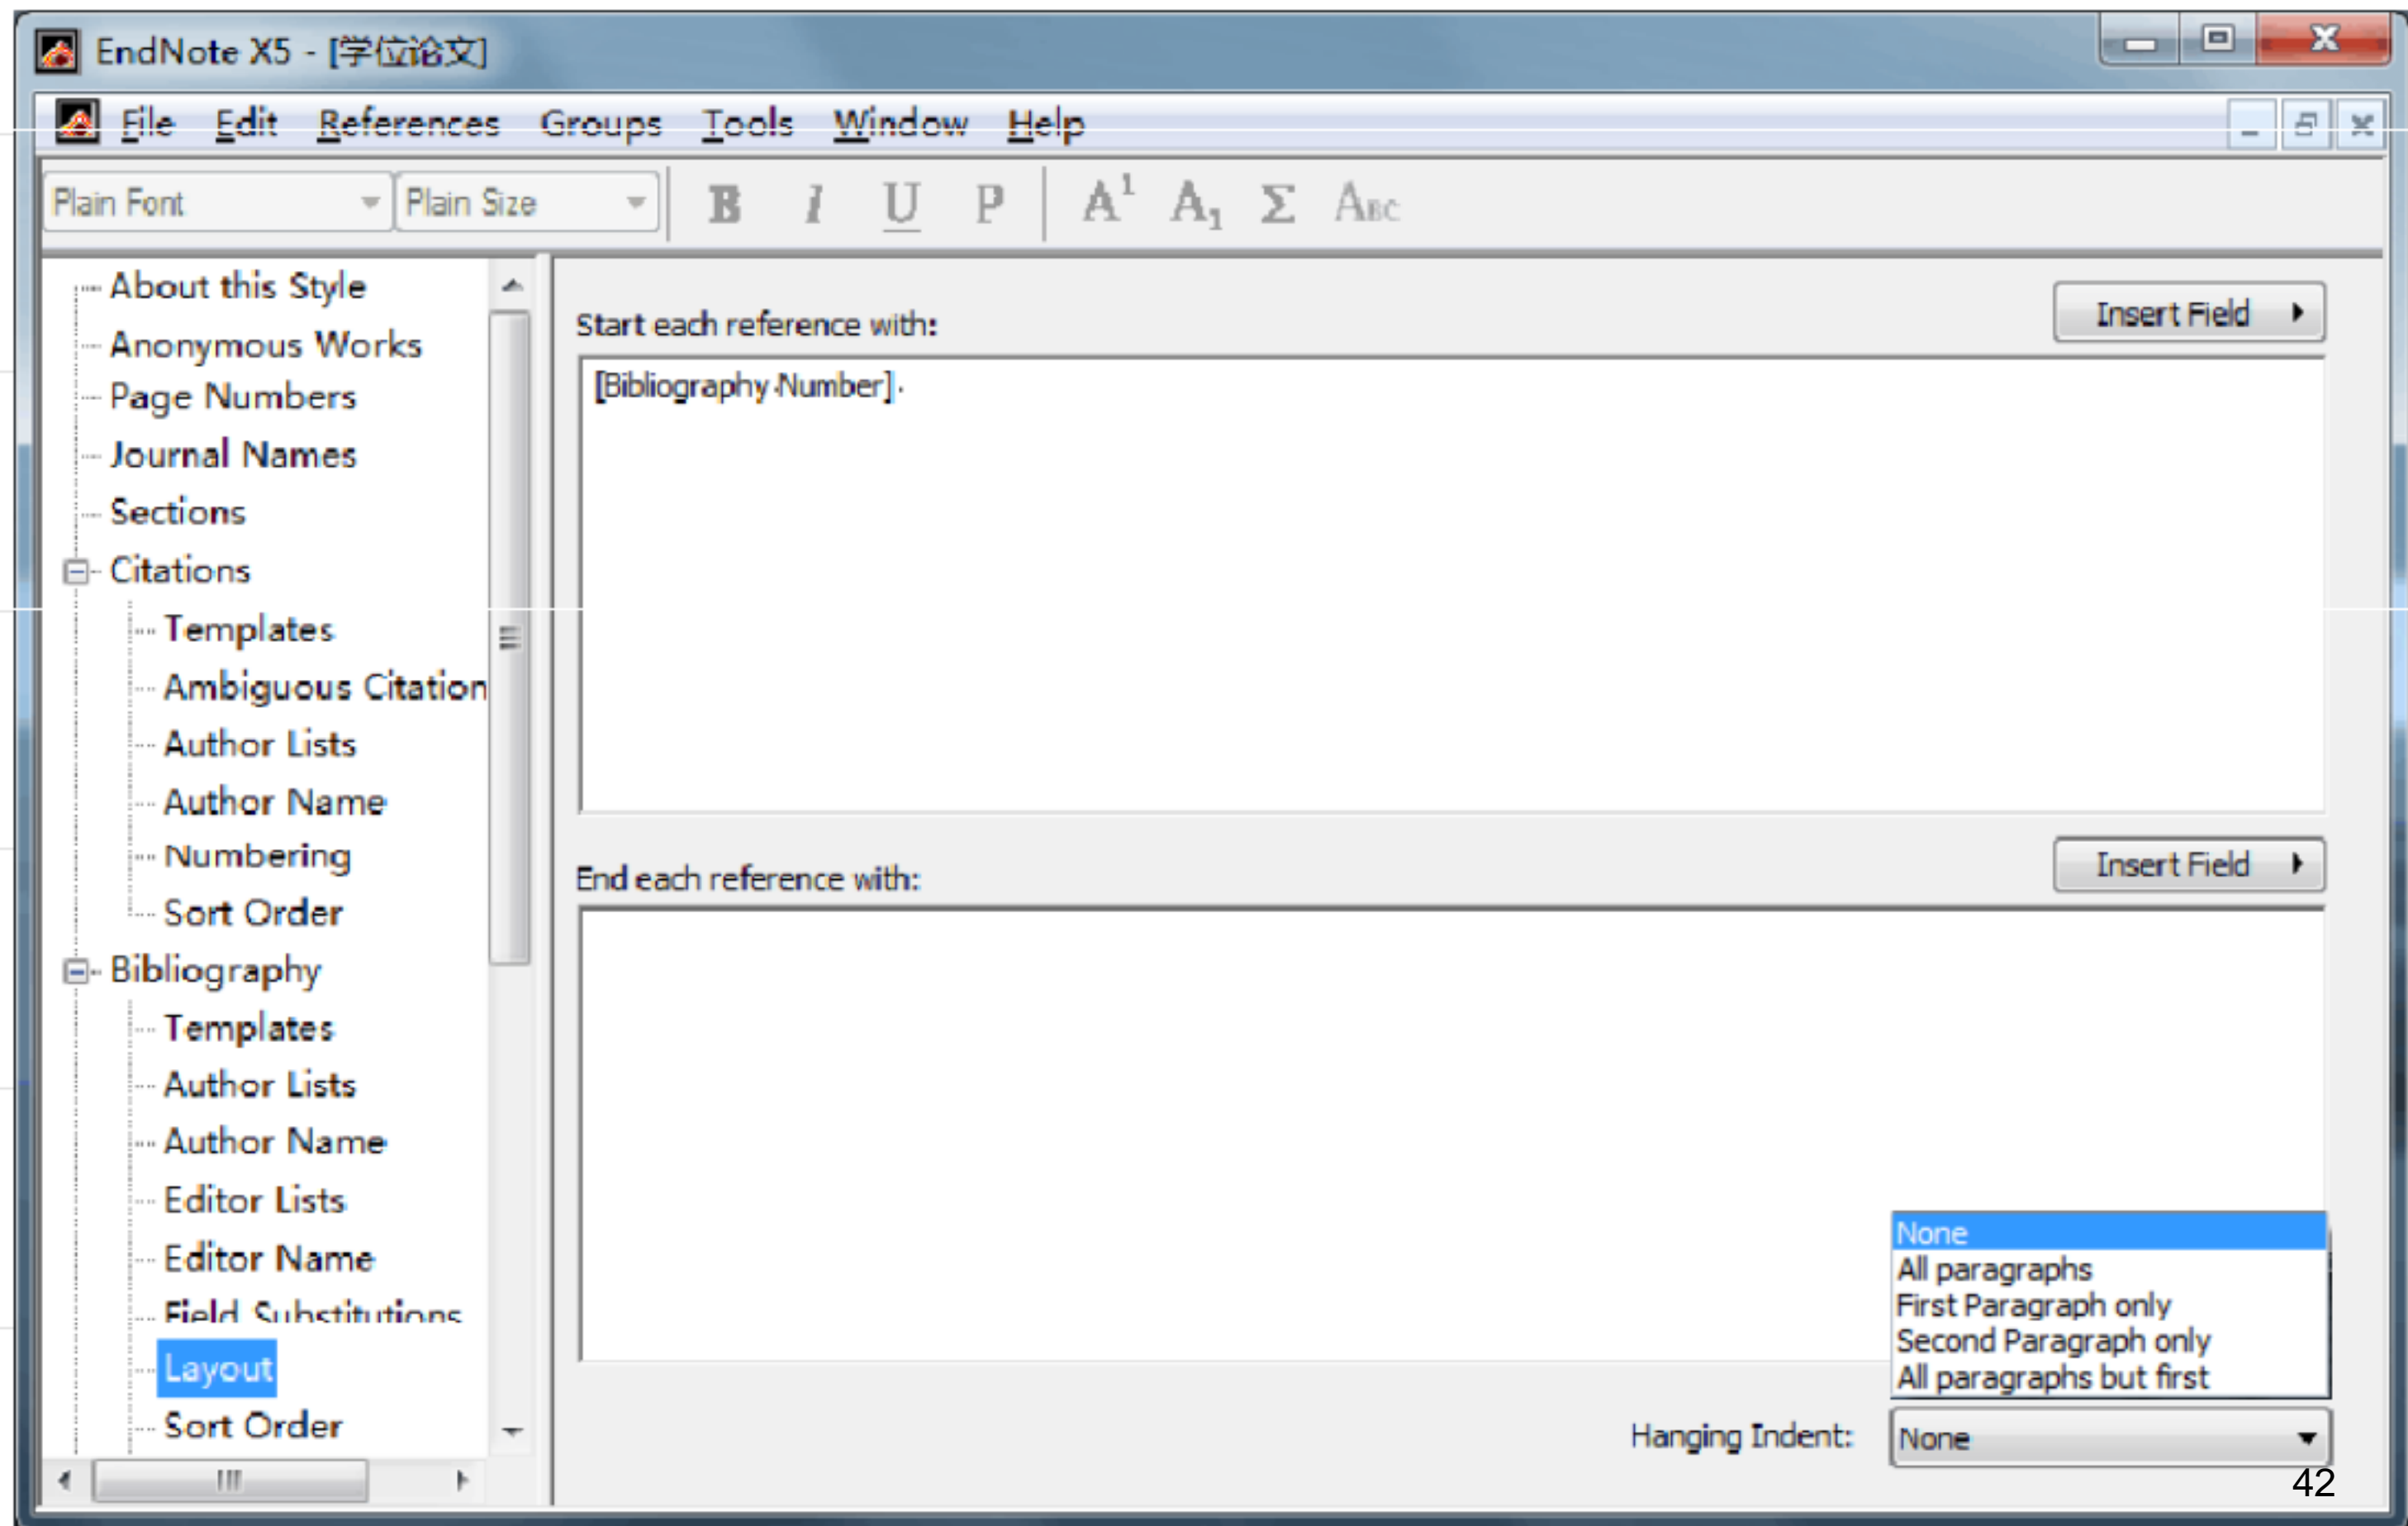 EndNote X5 - [学位论文]
File Edit References Groups Tools Window Help
Plain Font Plain Size B I U P A1 A1 Σ ABC
About this Style
Anonymous Works
Page Numbers
Journal Names
Sections
Citations
Templates
Ambiguous Citation
Author Lists
Author Name
Numbering
Sort Order
Bibliography
Templates
Author Lists
Author Name
Editor Lists
Editor Name
Field Substitutions
Layout
Sort Order
Start each reference with:
Insert Field
[Bibliography·Number]·
End each reference with:
Insert Field
None
All paragraphs
First Paragraph only
Second Paragraph only
All paragraphs but first
Hanging Indent: None
42